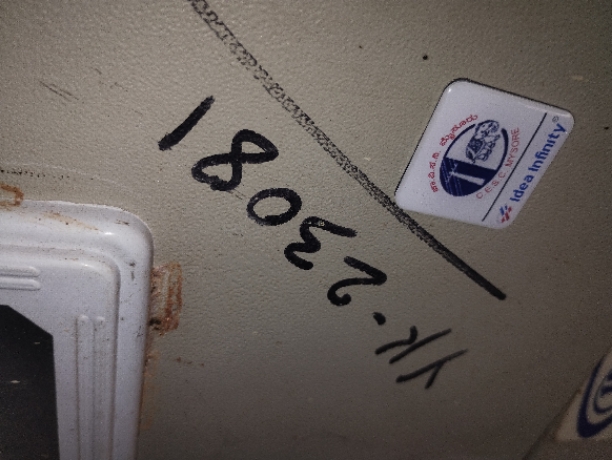 YK-23081
ಚಾ.ವಿ.ಸ.ನಿ. ಮೈಸೂರು
C E S C MYSORE
Idea Infinity®